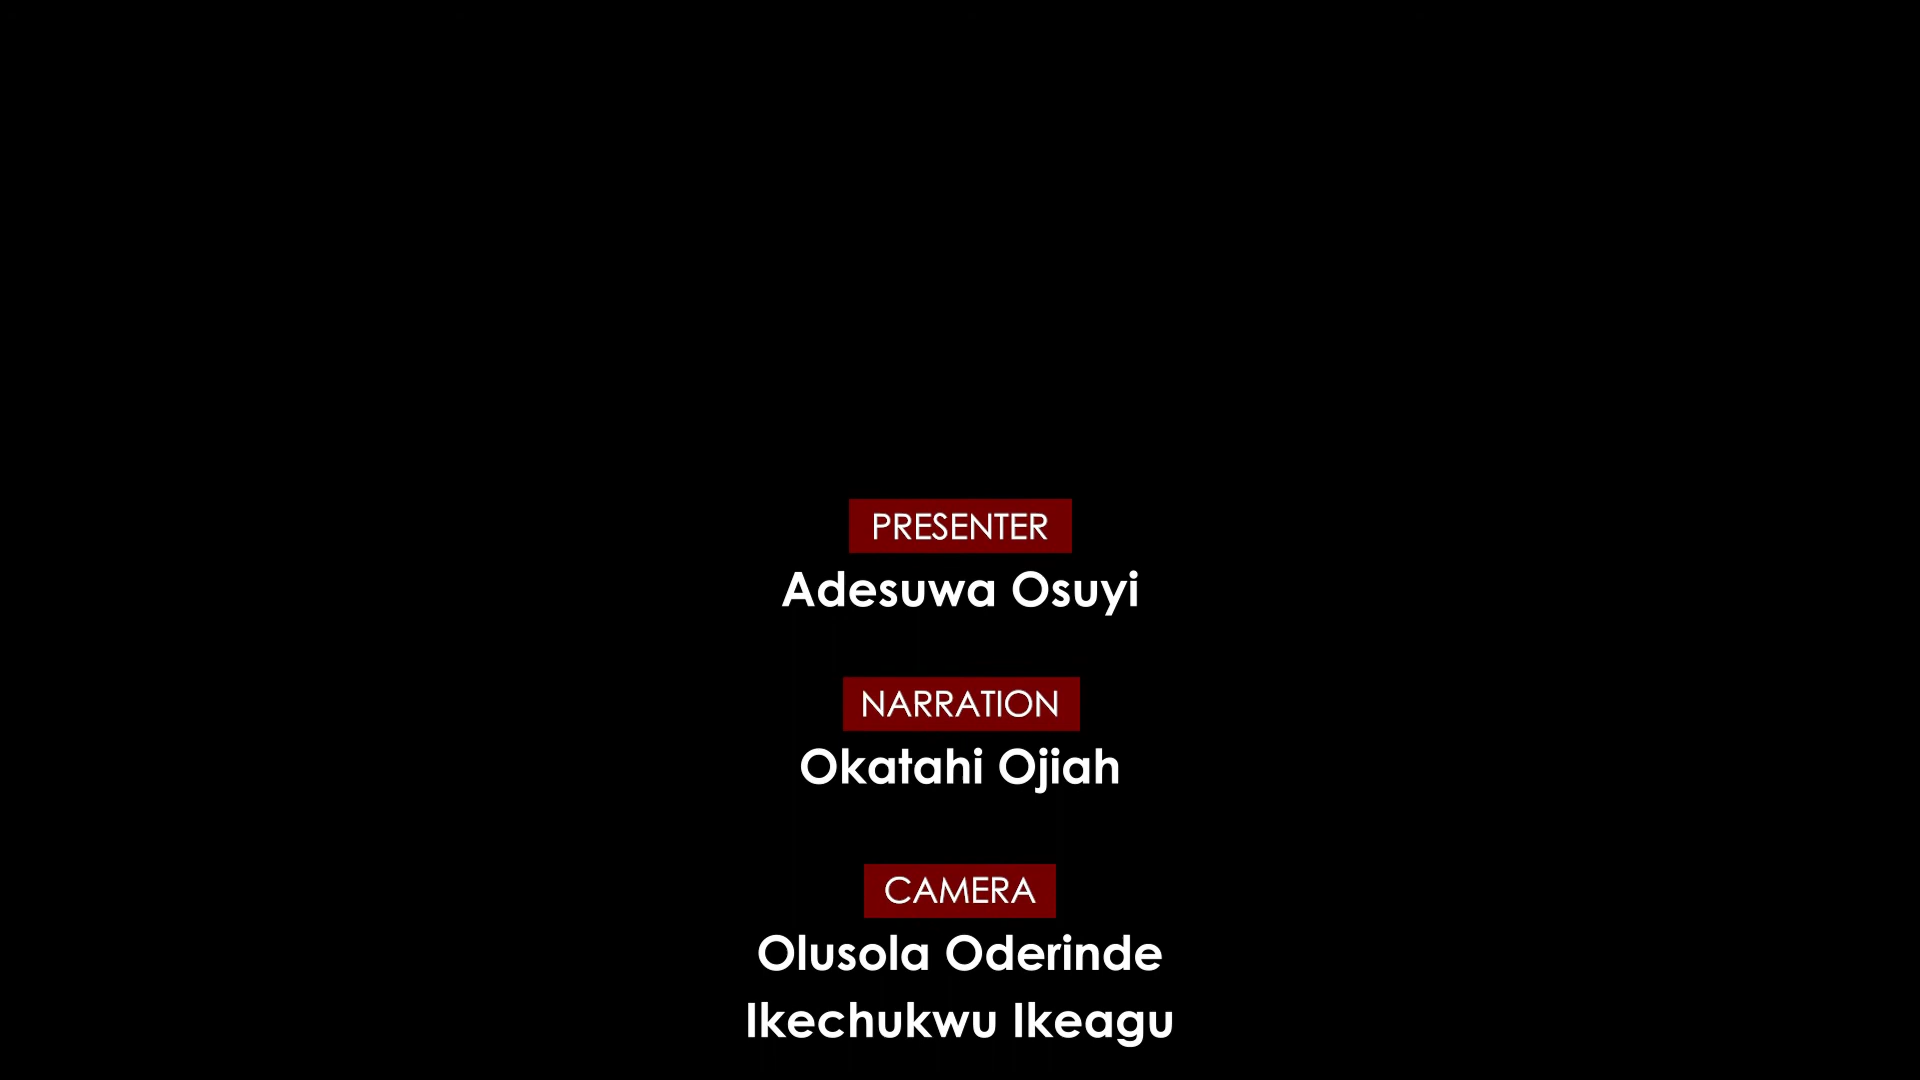 PRESENTER
Adesuwa Osuyi
NARRATION
Okatahi Ojiah
CAMERA
Olusola Oderinde
Ikechukwu Ikeagu